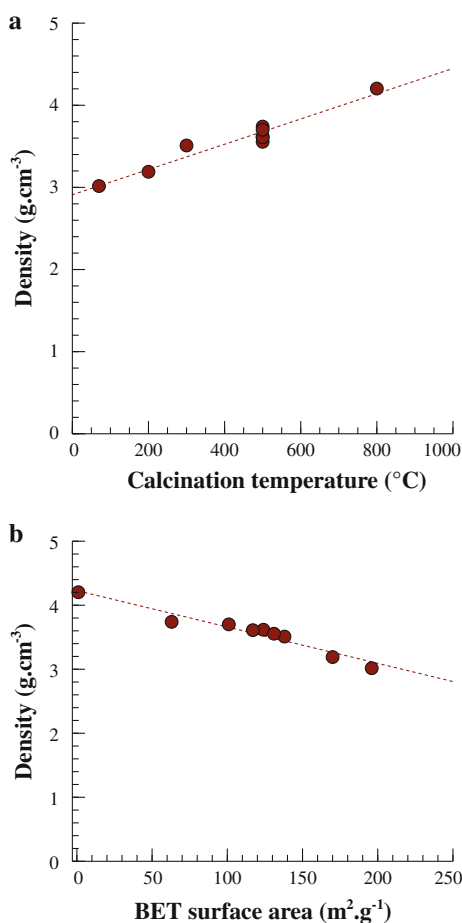 a
5
4
3
2
1
0
Density (g.cm-3)
0 200 400 600 800 1000
Calcination temperature (°C)
b
5
4
3
2
1
0
Density (g.cm-3)
0 50 100 150 200 250
BET surface area (m2.g-1)